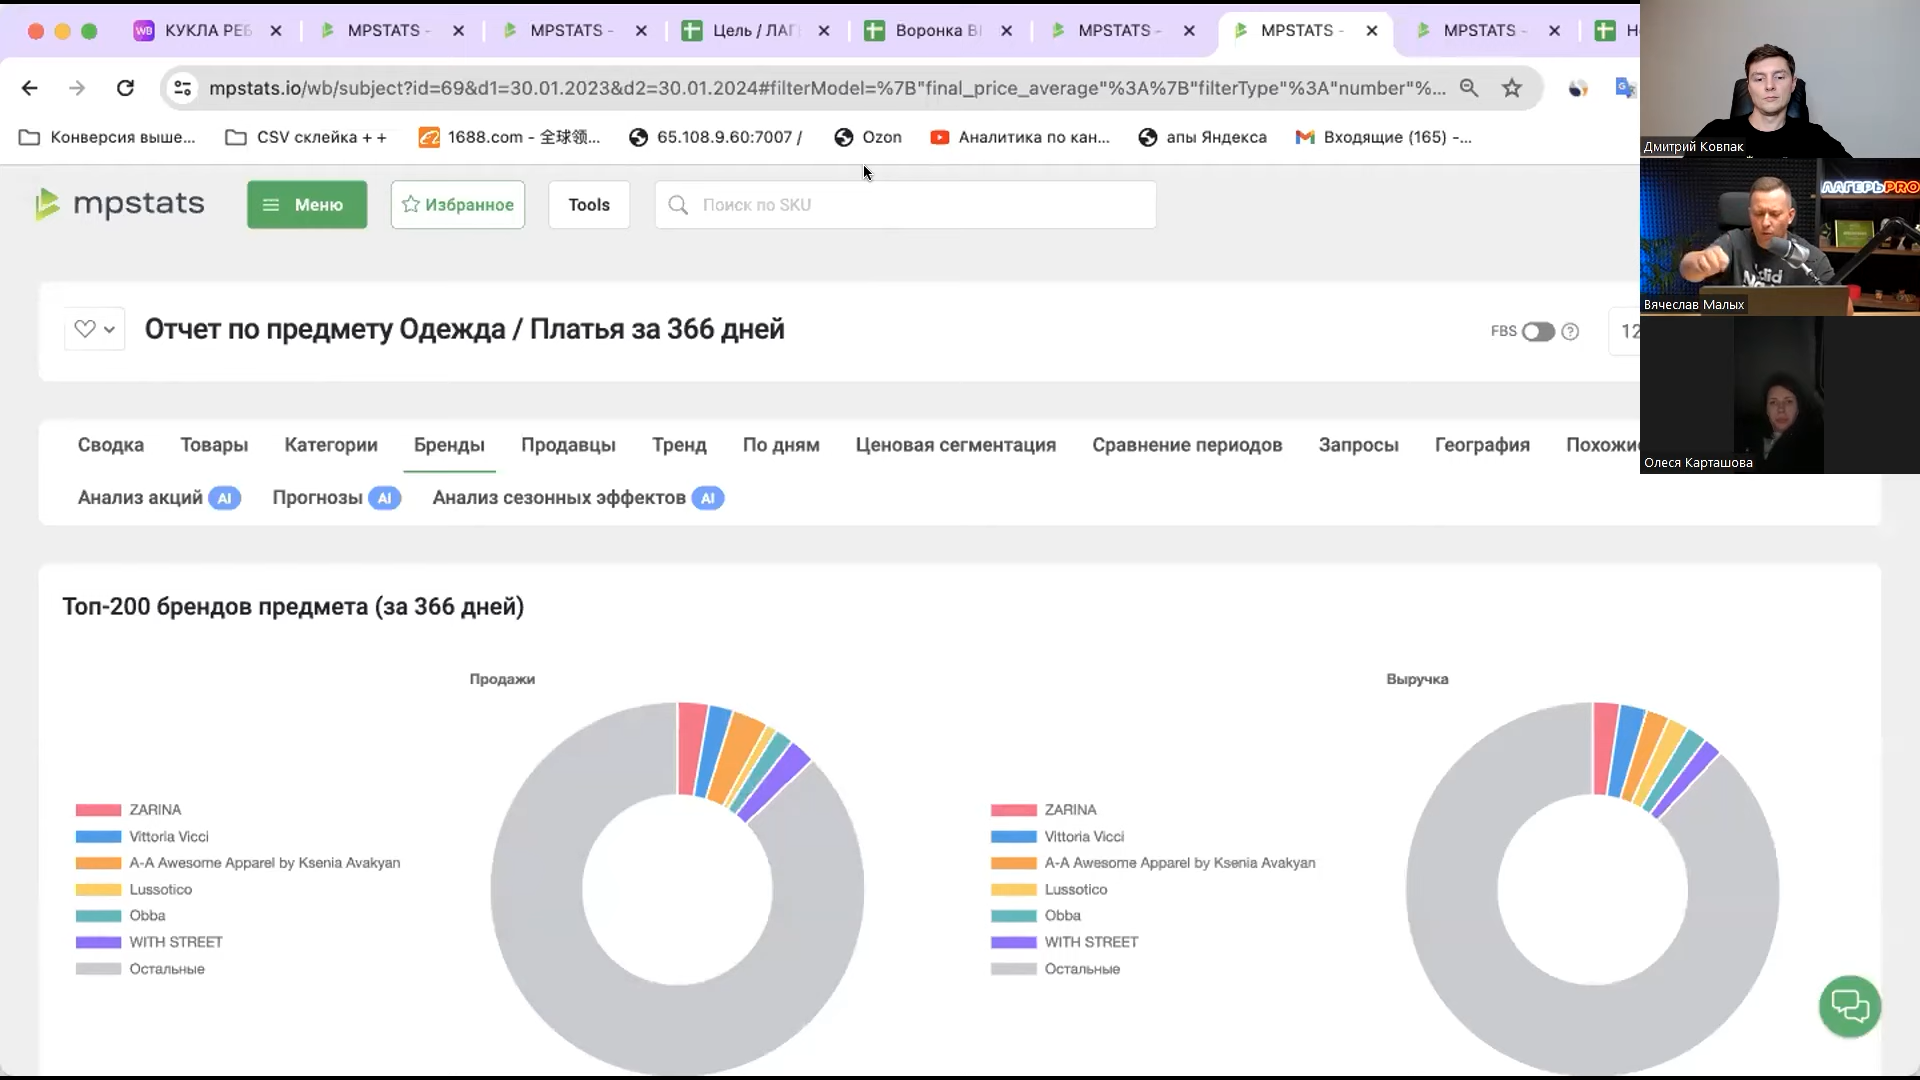 WB КУКЛА РЕБ
MPSTATS -
MPSTATS -
Цель / ЛАГ
Воронка В
MPSTATS -
MPSTATS -
MPSTATS -
mpstats.io/wb/subject?id=69&d1=30.01.2023&d2=30.01.2024#filterModel=%7B"final_price_average"%3A%7B"filterType"%3A"number"%...
Конверсия выше...
CSV склейка + +
1688.com - 全球领...
65.108.9.60:7007 /
Ozon
Аналитика по кан...
апы Яндекса
Входящие (165) -...
Дмитрий Ковпак
mpstats
Меню
Избранное
Tools
Поиск по SKU
ЛАГЕРЬPRO
Вячеслав Малых
Отчет по предмету Одежда / Платья за 366 дней
FBS
12
Олеся Карташова
Сводка
Товары
Категории
Бренды
Продавцы
Тренд
По дням
Ценовая сегментация
Сравнение периодов
Запросы
География
Похожи
Анализ акций AI
Прогнозы AI
Анализ сезонных эффектов AI
Топ-200 брендов предмета (за 366 дней)
Продажи
ZARINA
Vittoria Vicci
A-A Awesome Apparel by Ksenia Avakyan
Lussotico
Obba
WITH STREET
Остальные
Выручка
ZARINA
Vittoria Vicci
A-A Awesome Apparel by Ksenia Avakyan
Lussotico
Obba
WITH STREET
Остальные